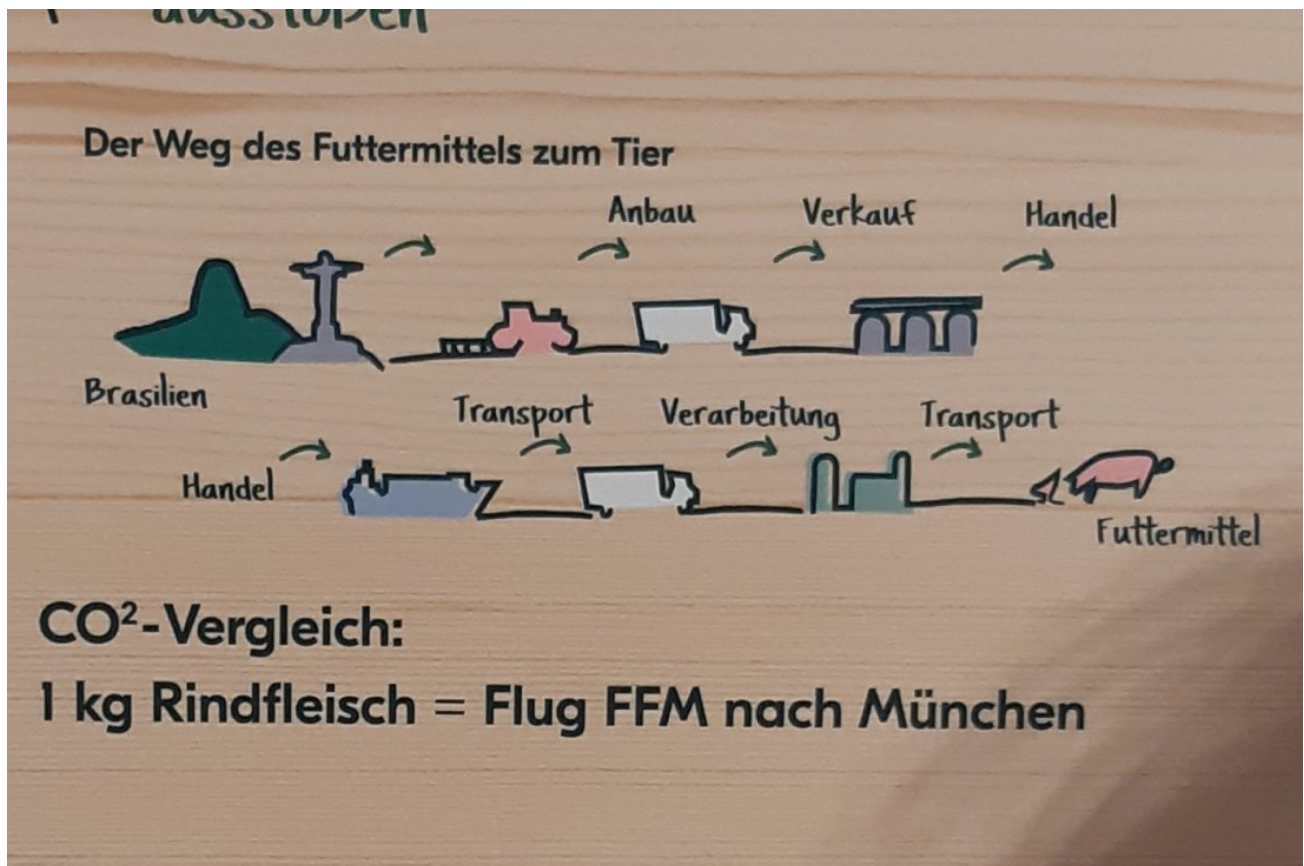 ausstoßen
Der Weg des Futtermittels zum Tier
Anbau Verkauf Handel
Brasilien
Transport Verarbeitung Transport
Handel
Futtermittel
CO²-Vergleich:
1 kg Rindfleisch = Flug FFM nach München